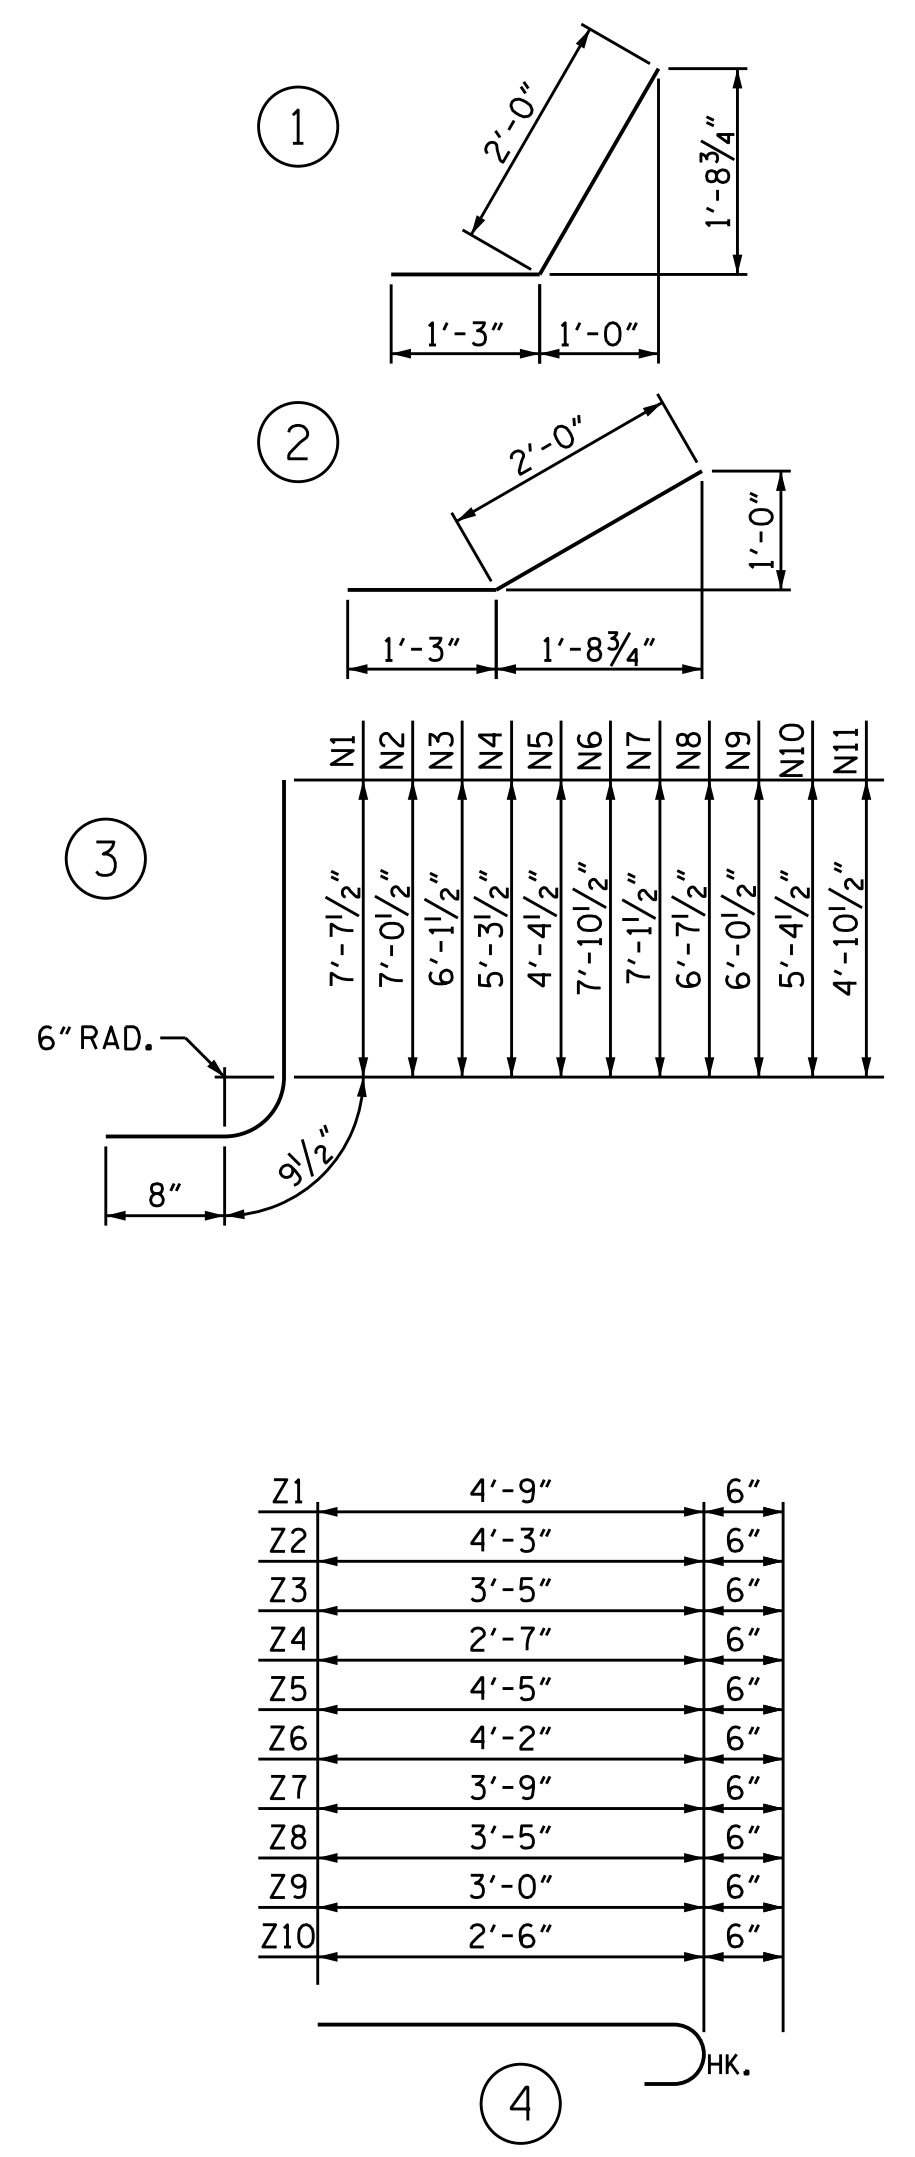 1
2'-0"
1'-8¾"
1'-3" 1'-0"
2
2'-0"
1'-0"
1'-3" 1'-8¾"
N1 N2 N3 N4 N5 N6 N7 N8 N9 N10 N11
3
7'-7½" 7'-0½" 6'-1½" 5'-3½" 4'-4½" 7'-10½" 7'-1½" 6'-7½" 6'-0½" 5'-4½" 4'-10½"
6" RAD.
9½"
8"
Z1 4'-9" 6"
Z2 4'-3" 6"
Z3 3'-5" 6"
Z4 2'-7" 6"
Z5 4'-5" 6"
Z6 4'-2" 6"
Z7 3'-9" 6"
Z8 3'-5" 6"
Z9 3'-0" 6"
Z10 2'-6" 6"
HK.
4